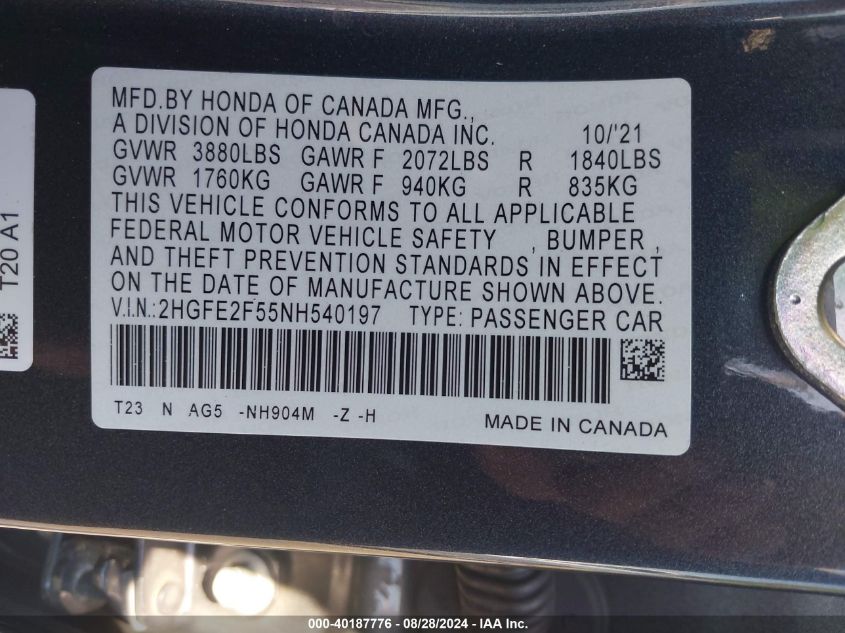 MFD.BY HONDA OF CANADA MFG.,
A DIVISION OF HONDA CANADA INC. 10/'21
GVWR 3880LBS GAWR F 2072LBS R 1840LBS
GVWR 1760KG GAWR F 940KG R 835KG
THIS VEHICLE CONFORMS TO ALL APPLICABLE
FEDERAL MOTOR VEHICLE SAFETY , BUMPER ,
AND THEFT PREVENTION STANDARDS IN EFFECT
ON THE DATE OF MANUFACTURE SHOWN ABOVE.
V.I.N.:2HGFE2F55NH540197 TYPE: PASSENGER CAR
T23 N AG5 -NH904M -Z -H
MADE IN CANADA
T20 A1
000-40187776 | 08/28/2024 - IAA Inc.